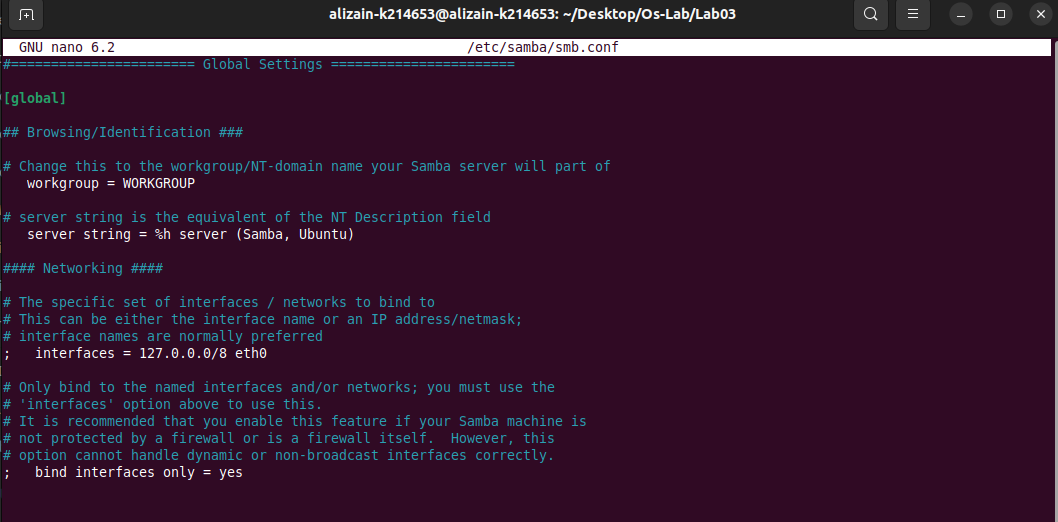 alizain-k214653@alizain-k214653: ~/Desktop/Os-Lab/Lab03
GNU nano 6.2 /etc/samba/smb.conf
#======================= Global Settings =======================
[global]
## Browsing/Identification ###
# Change this to the workgroup/NT-domain name your Samba server will part of
workgroup = WORKGROUP
# server string is the equivalent of the NT Description field
server string = %h server (Samba, Ubuntu)
#### Networking ####
# The specific set of interfaces / networks to bind to
# This can be either the interface name or an IP address/netmask;
# interface names are normally preferred
;   interfaces = 127.0.0.0/8 eth0
# Only bind to the named interfaces and/or networks; you must use the
# 'interfaces' option above to use this.
# It is recommended that you enable this feature if your Samba machine is
# not protected by a firewall or is a firewall itself.  However, this
# option cannot handle dynamic or non-broadcast interfaces correctly.
;   bind interfaces only = yes